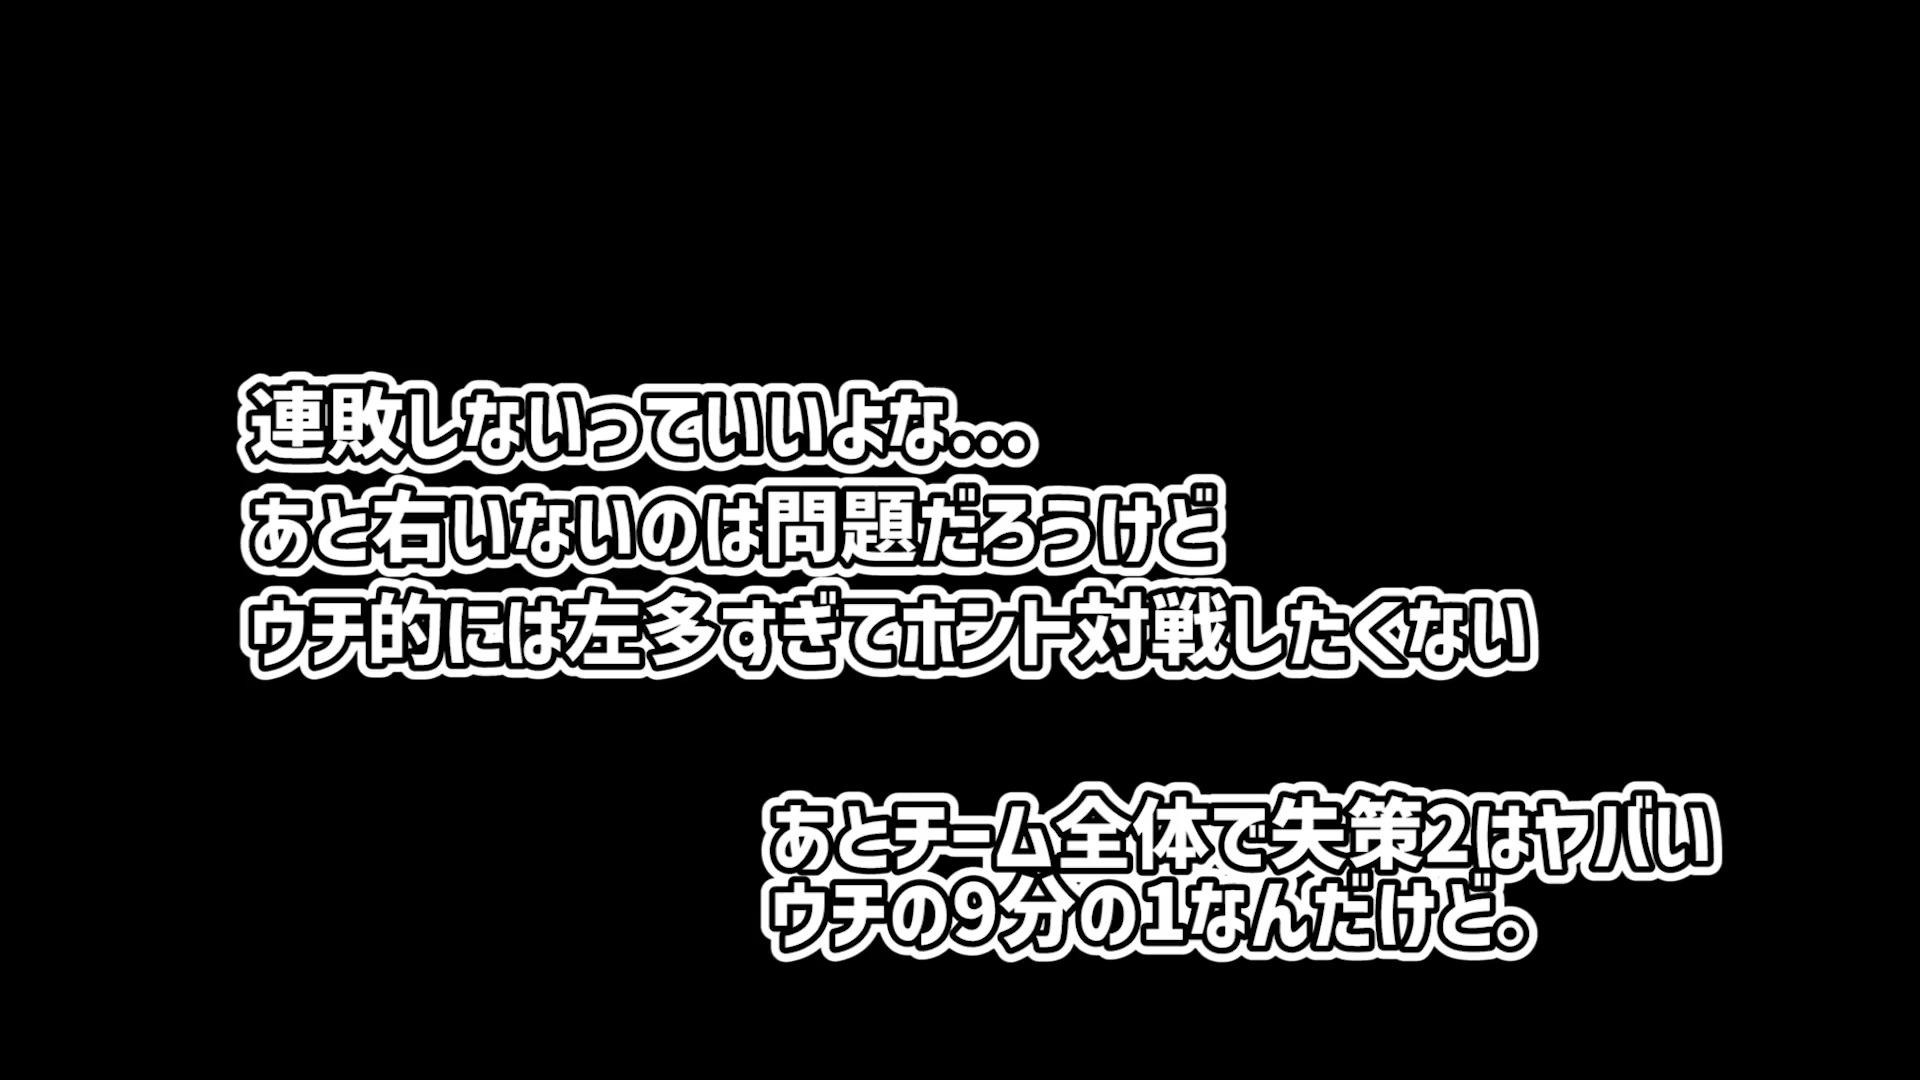 連敗しないっていいよな…
あと右いないのは問題だろうけど
ウチ的には左多すぎてホント対戦したくない
あとチーム全体で失策2はヤバい
ウチの9分の1なんだけど。